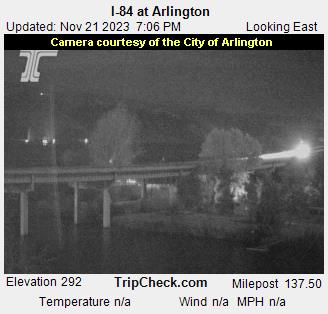 I-84 at Arlington
Updated: Nov 21 2023 7:06 PM Looking East
Camera courtesy of the City of Arlington
Elevation 292 TripCheck.com Milepost 137.50
Temperature n/a Wind n/a MPH n/a